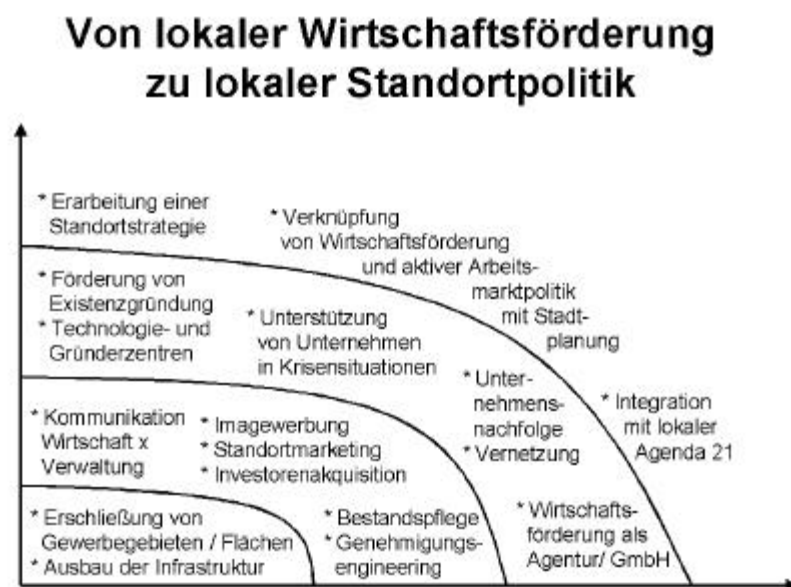 Von lokaler Wirtschaftsförderung
zu lokaler Standortpolitik
* Erarbeitung einer
Standortstrategie
* Verknüpfung
von Wirtschaftsförderung
und aktiver Arbeits-
marktpolitik
mit Stadt-
planung
* Integration
mit lokaler
Agenda 21
* Förderung von
Existenzgründung
* Technologie- und
Gründerzentren
* Unterstützung
von Unternehmen
in Krisensituationen
* Unter-
nehmens-
nachfolge
* Vernetzung
* Wirtschafts-
förderung als
Agentur/ GmbH
* Kommunikation
Wirtschaft x
Verwaltung
* Imagewerbung
* Standortmarketing
* Investorenakquisition
* Bestandspflege
* Genehmigungs-
engineering
* Erschließung von
Gewerbegebieten / Flächen
* Ausbau der Infrastruktur